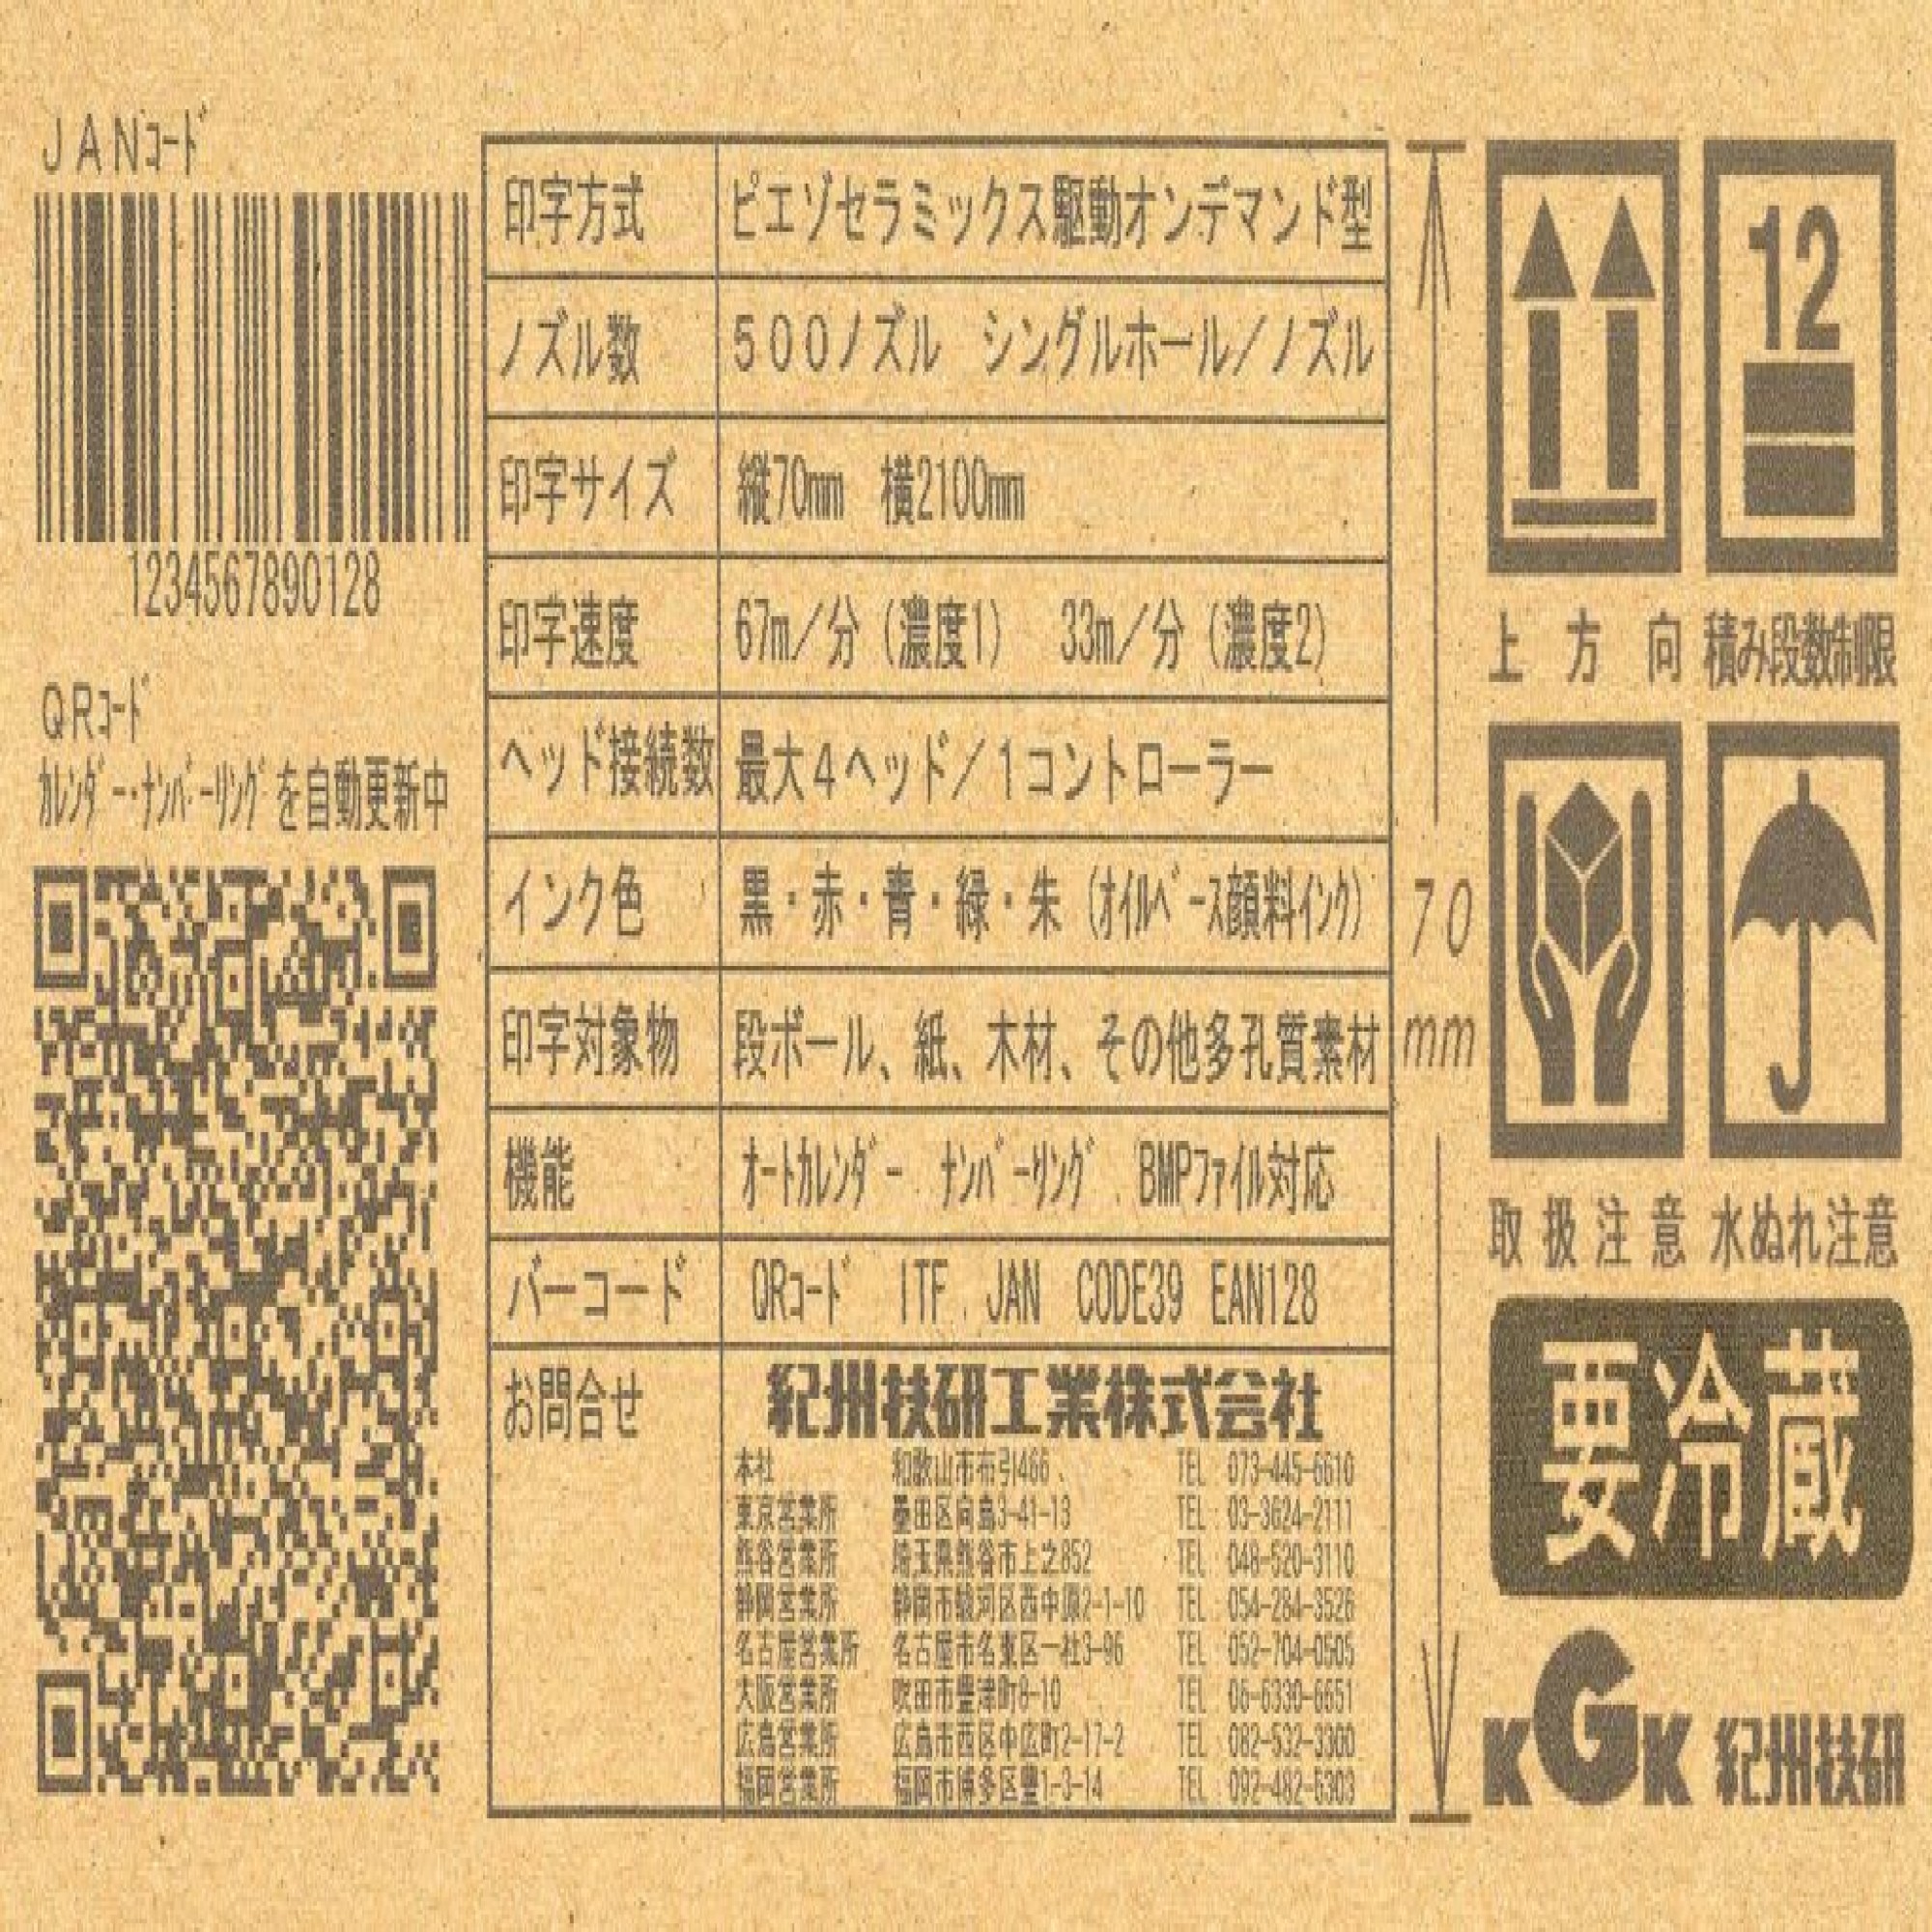 JANｺｰﾄﾞ
1234567890128
QRｺｰﾄﾞ
ｶﾚﾝﾀﾞｰ･ﾅﾝﾊﾞｰﾘﾝｸﾞを自動更新中
印字方式 ピエゾセラミックス駆動オンデマンド型
ノズル数 500ノズル シングルホール/ノズル
印字サイズ 縦70mm 横2100mm
印字速度 67m/分(濃度1) 33m/分(濃度2)
ヘッド接続数 最大4ヘッド/1コントローラー
インク色 黒・赤・青・緑・朱(ｵｲﾙﾍﾞｰｽ顔料ｲﾝｸ)
印字対象物 段ボール、紙、木材、その他多孔質素材
機能 ｵｰﾄｶﾚﾝﾀﾞｰ ﾅﾝﾊﾞｰﾘﾝｸﾞ BMPﾌｧｲﾙ対応
バーコード QRｺｰﾄﾞ ITF JAN CODE39 EAN128
お問合せ 紀州技研工業株式会社
本社 和歌山市布引466 TEL 073-445-6610
東京営業所 墨田区向島3-41-13 TEL:03-3624-2111
熊谷営業所 埼玉県熊谷市上之852 TEL:048-520-3110
静岡営業所 静岡市駿河区西中原2-1-10 TEL:054-284-3526
名古屋営業所 名古屋市名東区一社3-96 TEL:052-704-0505
大阪営業所 吹田市豊津町8-10 TEL:06-6330-6651
広島営業所 広島市西区中広町2-17-2 TEL:082-532-3300
福岡営業所 福岡市博多区豊1-3-14 TEL:092-482-5303
70
mm
12
上方向 積み段数制限
取扱注意 水ぬれ注意
要冷蔵
KGK 紀州技研